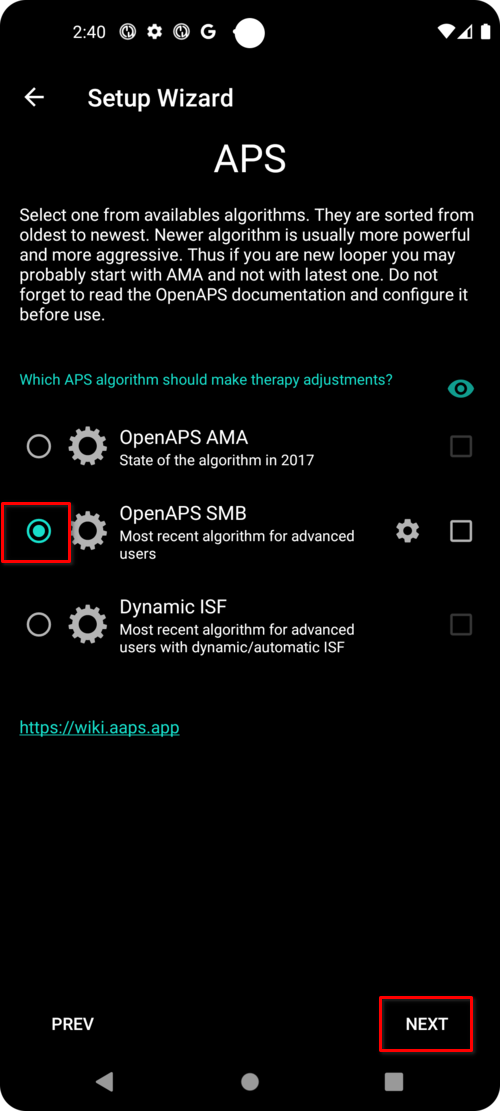 2:40
Setup Wizard
APS
Select one from availables algorithms. They are sorted from
oldest to newest. Newer algorithm is usually more powerful
and more aggressive. Thus if you are new looper you may
probably start with AMA and not with latest one. Do not
forget to read the OpenAPS documentation and configure it
before use.
Which APS algorithm should make therapy adjustments?
OpenAPS AMA
State of the algorithm in 2017
OpenAPS SMB
Most recent algorithm for advanced
users
Dynamic ISF
Most recent algorithm for advanced
users with dynamic/automatic ISF
https://wiki.aaps.app
PREV
NEXT